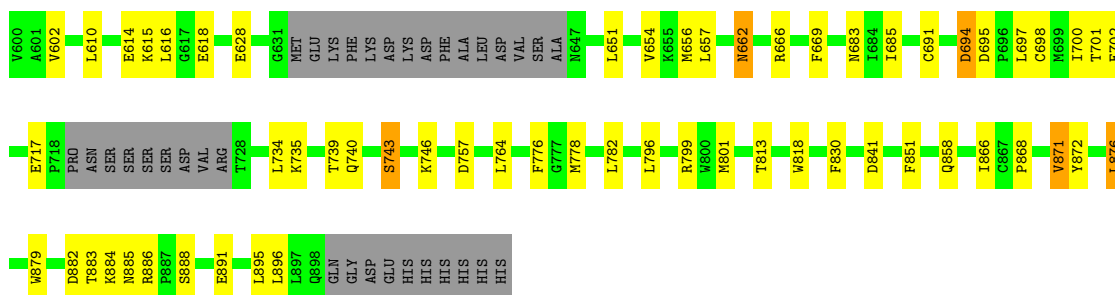 V600 A601 V602 L610 E614 K615 L616 G617 E618 E628 G631 MET GLU LYS PHE LYS ASP LYS ASP PHE ALA LEU ASP VAL SER ALA N647 L651 V654 K655 M656 L657 N662 R666 F669 N683 I684 I685 C691 D694 D695 P696 L697 C698 M699 I700 T701
E717 P718 PRO ASN SER SER SER SER ASP VAL ARG T728 L734 K735 T739 Q740 S743 K746 D757 L764 F776 G777 M778 L782 L796 R799 W800 M801 T813 W818 F830 D841 F851 Q858 I866 C867 P868 V871 Y872
W879 D882 T883 K884 N885 R886 P887 S888 E891 L895 L896 L897 Q898 GLN GLY ASP GLU HIS HIS HIS HIS HIS HIS